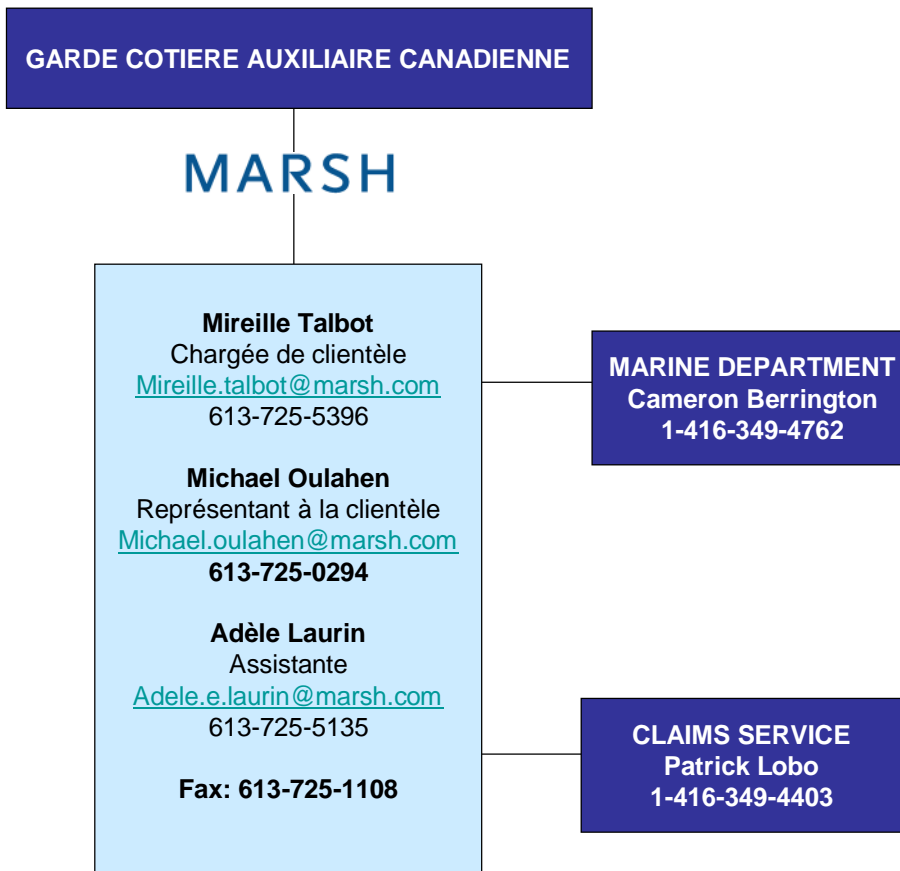 GARDE COTIERE AUXILIAIRE CANADIENNE
MARSH
Mireille Talbot
Chargée de clientèle
Mireille.talbot@marsh.com
613-725-5396
Michael Oulahen
Représentant à la clientèle
Michael.oulahen@marsh.com
613-725-0294
Adèle Laurin
Assistante
Adele.e.laurin@marsh.com
613-725-5135
Fax: 613-725-1108
MARINE DEPARTMENT
Cameron Berrington
1-416-349-4762
CLAIMS SERVICE
Patrick Lobo
1-416-349-4403